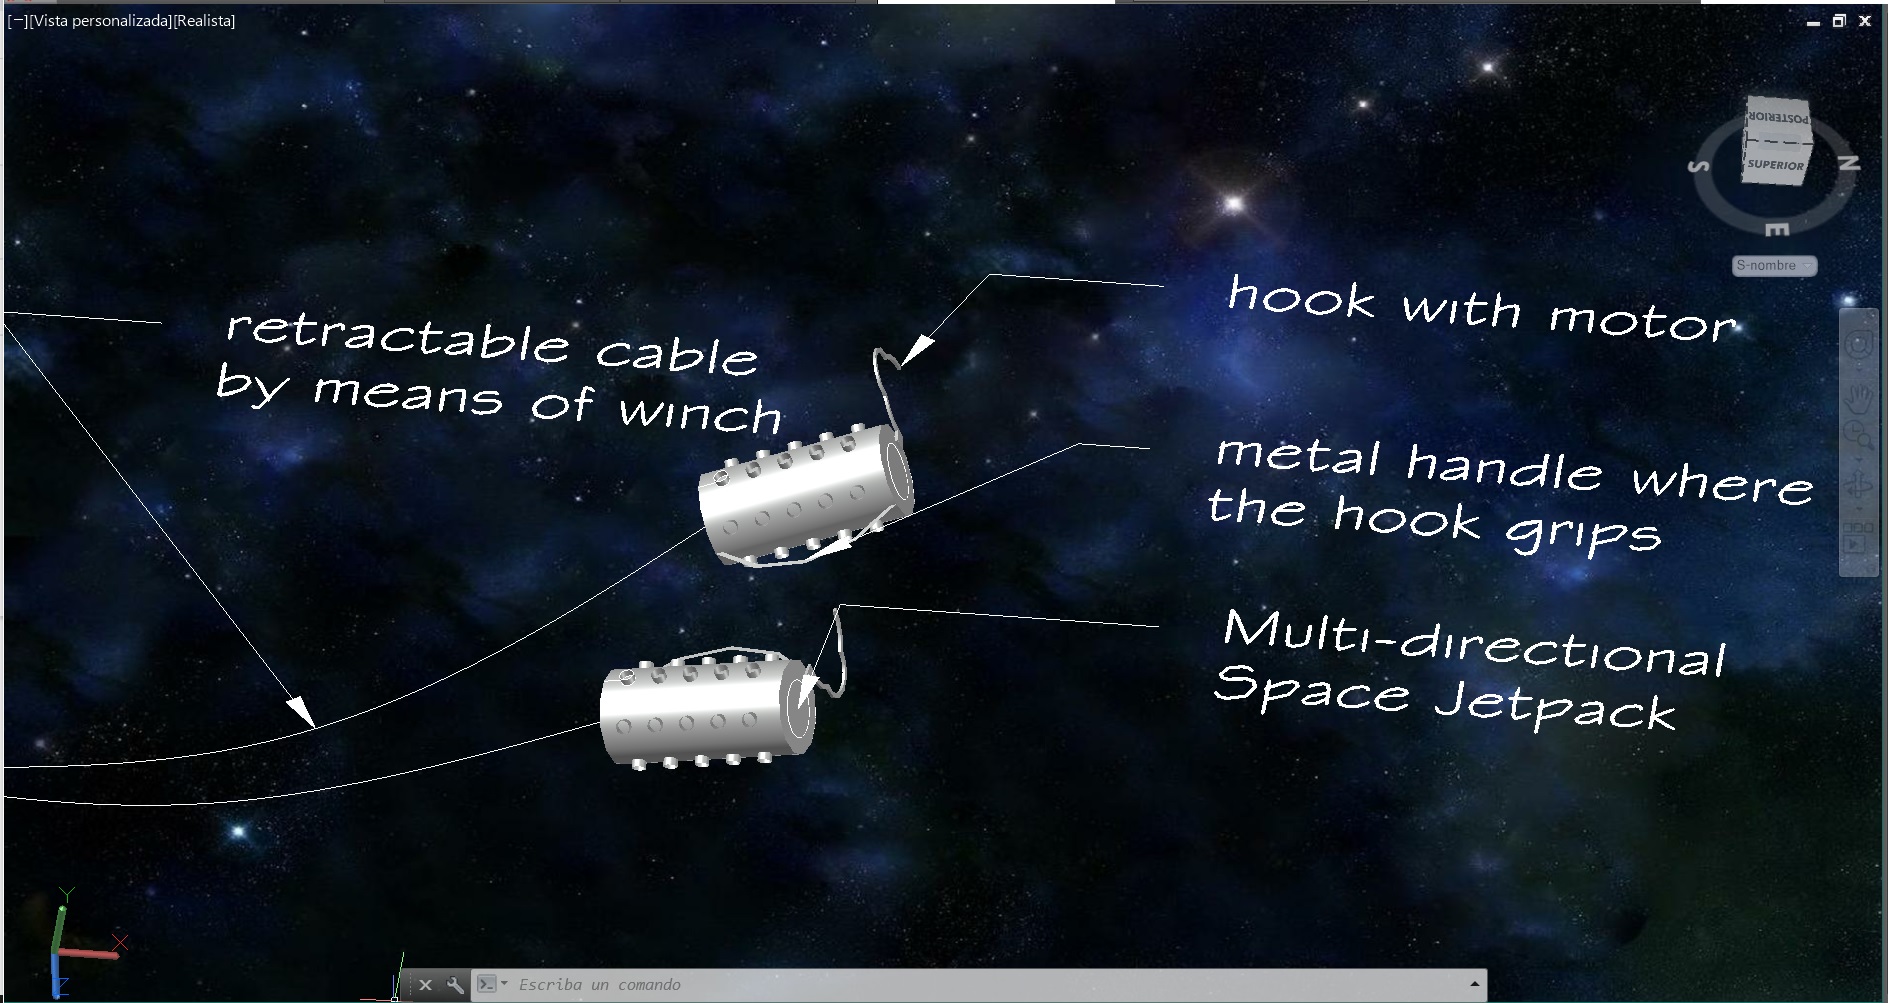 [−][Vista personalizada][Realista]
POSTERIOR
SUPERIOR
S
N
E
S-nombre
hook with motor
retractable cable
by means of winch
metal handle where
the hook grips
Multi-directional
Space Jetpack
Y
X
Z
Escriba un comando